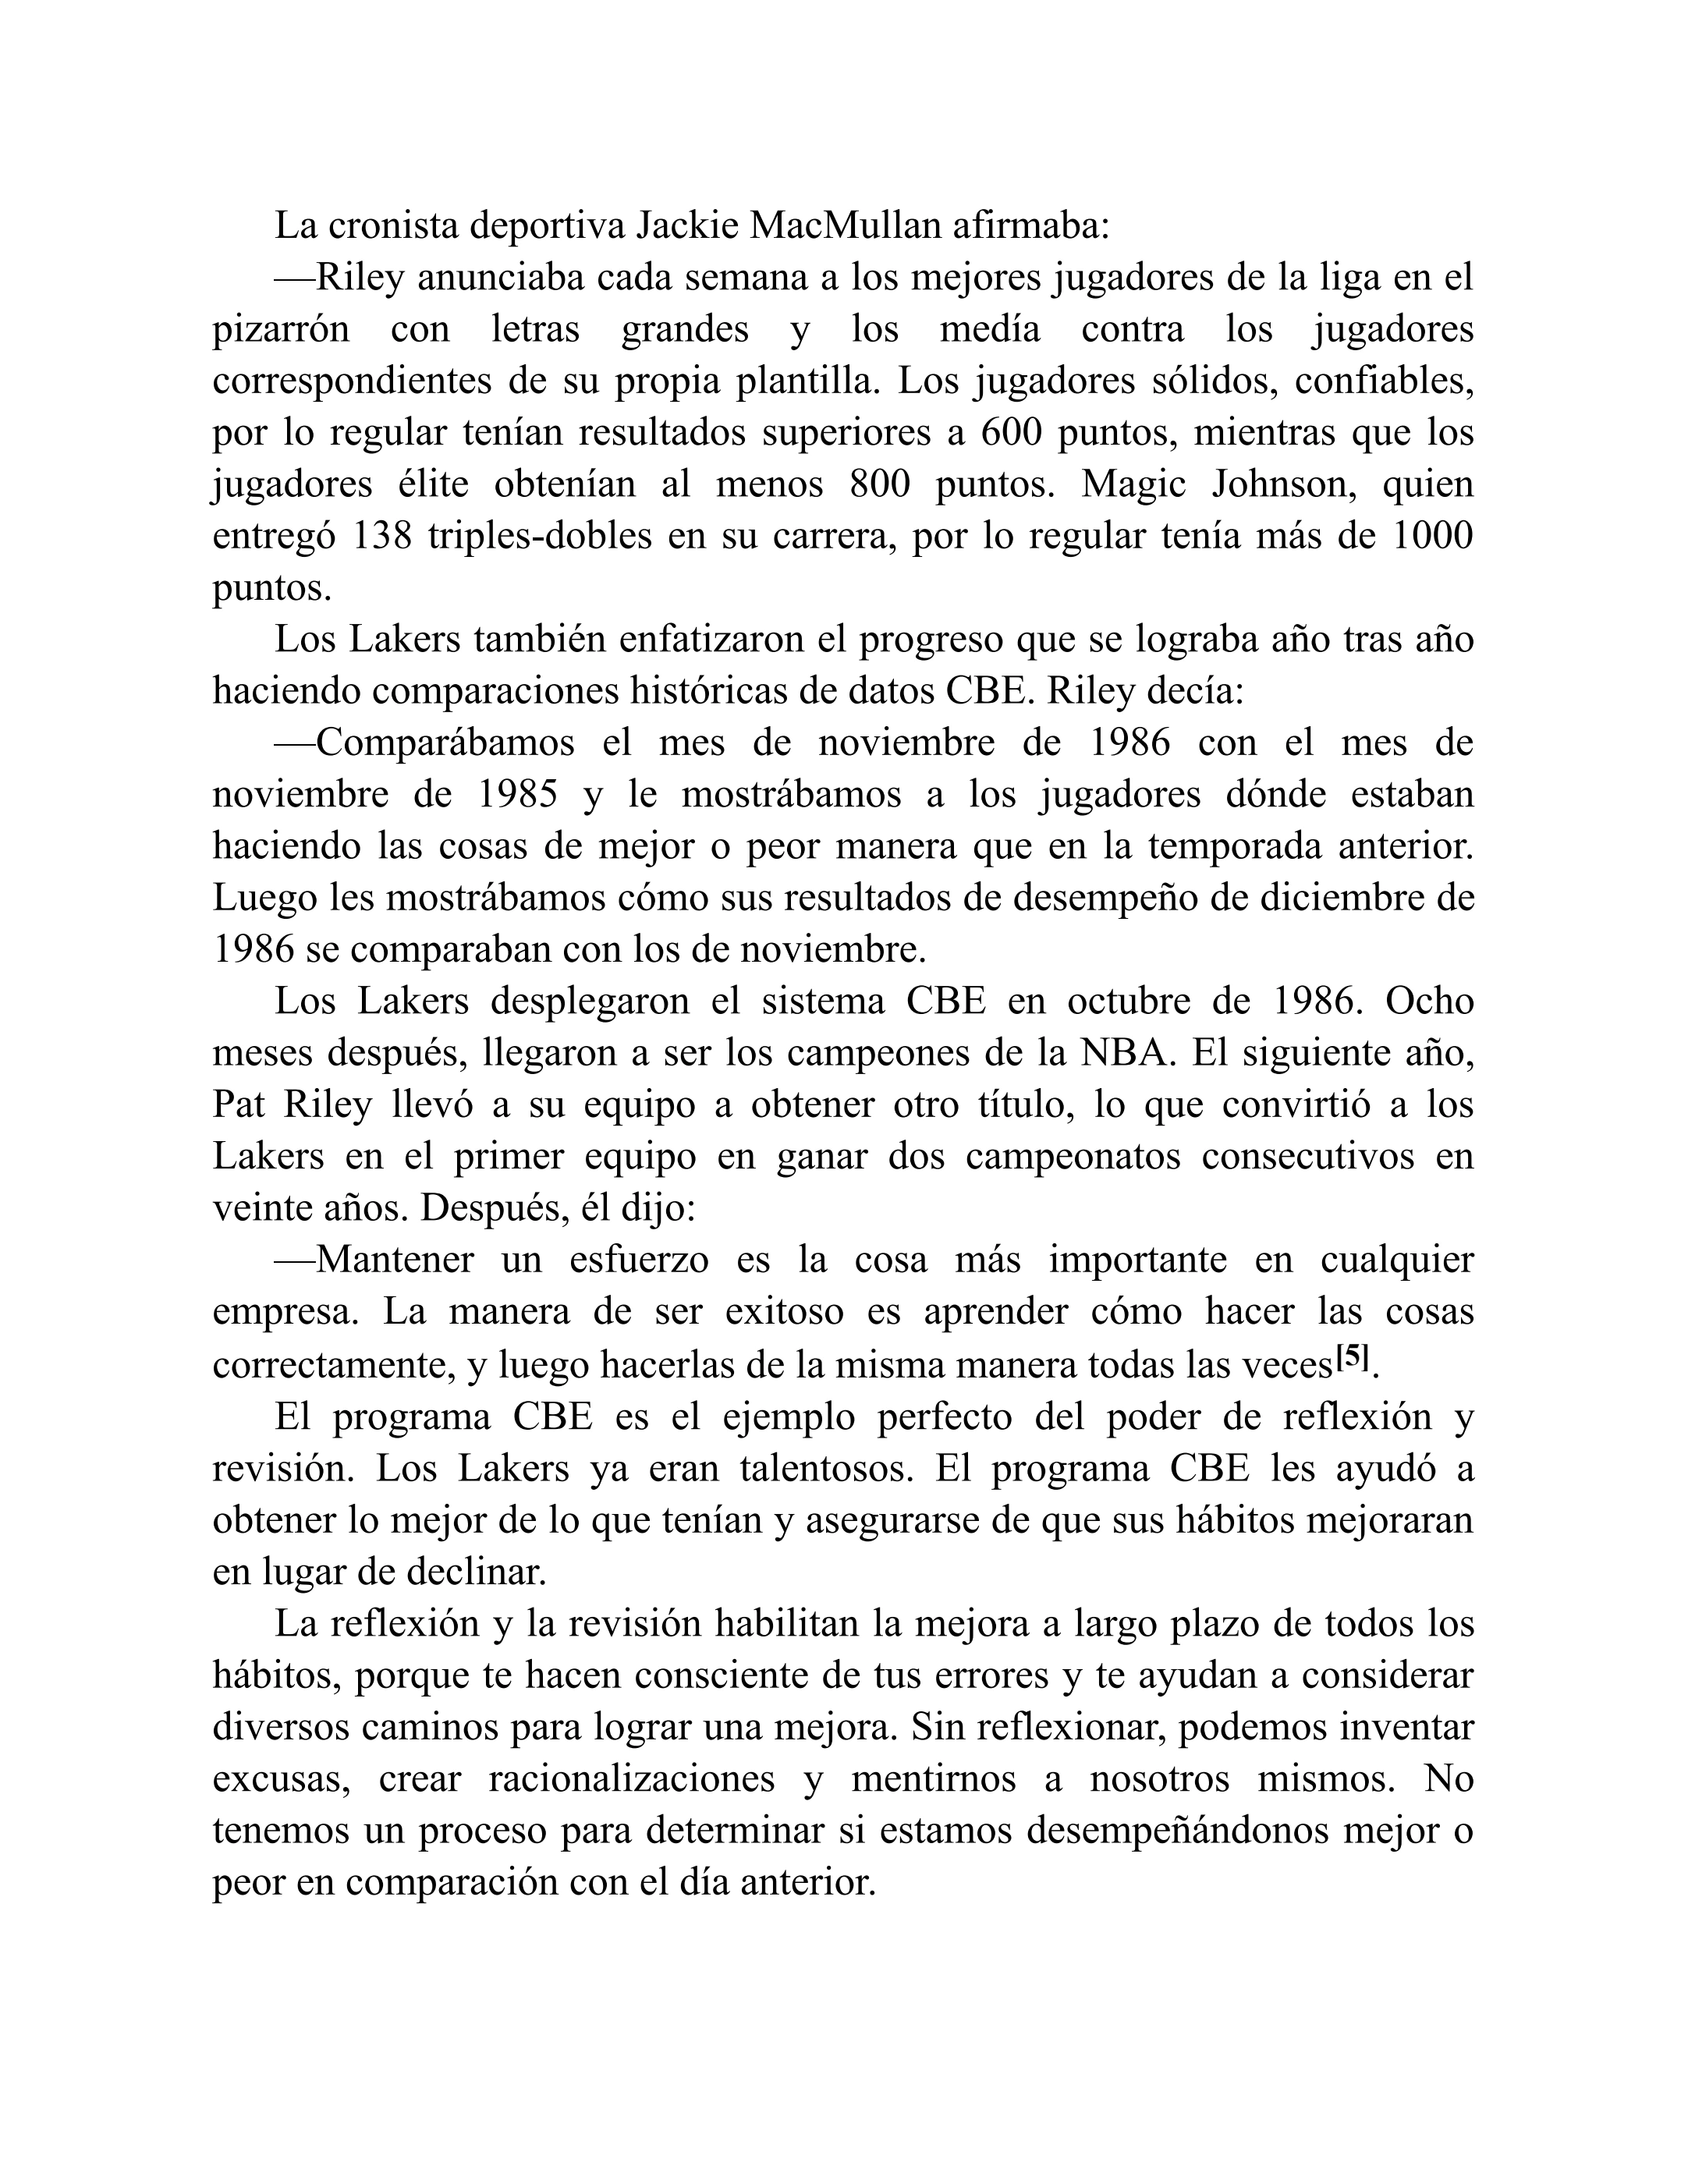 La cronista deportiva Jackie MacMullan afirmaba:
—Riley anunciaba cada semana a los mejores jugadores de la liga en el
pizarrón con letras grandes y los medía contra los jugadores
correspondientes de su propia plantilla. Los jugadores sólidos, confiables,
por lo regular tenían resultados superiores a 600 puntos, mientras que los
jugadores élite obtenían al menos 800 puntos. Magic Johnson, quien
entregó 138 triples-dobles en su carrera, por lo regular tenía más de 1000
puntos.
Los Lakers también enfatizaron el progreso que se lograba año tras año
haciendo comparaciones históricas de datos CBE. Riley decía:
—Comparábamos el mes de noviembre de 1986 con el mes de
noviembre de 1985 y le mostrábamos a los jugadores dónde estaban
haciendo las cosas de mejor o peor manera que en la temporada anterior.
Luego les mostrábamos cómo sus resultados de desempeño de diciembre de
1986 se comparaban con los de noviembre.
Los Lakers desplegaron el sistema CBE en octubre de 1986. Ocho
meses después, llegaron a ser los campeones de la NBA. El siguiente año,
Pat Riley llevó a su equipo a obtener otro título, lo que convirtió a los
Lakers en el primer equipo en ganar dos campeonatos consecutivos en
veinte años. Después, él dijo:
—Mantener un esfuerzo es la cosa más importante en cualquier
empresa. La manera de ser exitoso es aprender cómo hacer las cosas
correctamente, y luego hacerlas de la misma manera todas las veces[5].
El programa CBE es el ejemplo perfecto del poder de reflexión y
revisión. Los Lakers ya eran talentosos. El programa CBE les ayudó a
obtener lo mejor de lo que tenían y asegurarse de que sus hábitos mejoraran
en lugar de declinar.
La reflexión y la revisión habilitan la mejora a largo plazo de todos los
hábitos, porque te hacen consciente de tus errores y te ayudan a considerar
diversos caminos para lograr una mejora. Sin reflexionar, podemos inventar
excusas, crear racionalizaciones y mentirnos a nosotros mismos. No
tenemos un proceso para determinar si estamos desempeñándonos mejor o
peor en comparación con el día anterior.